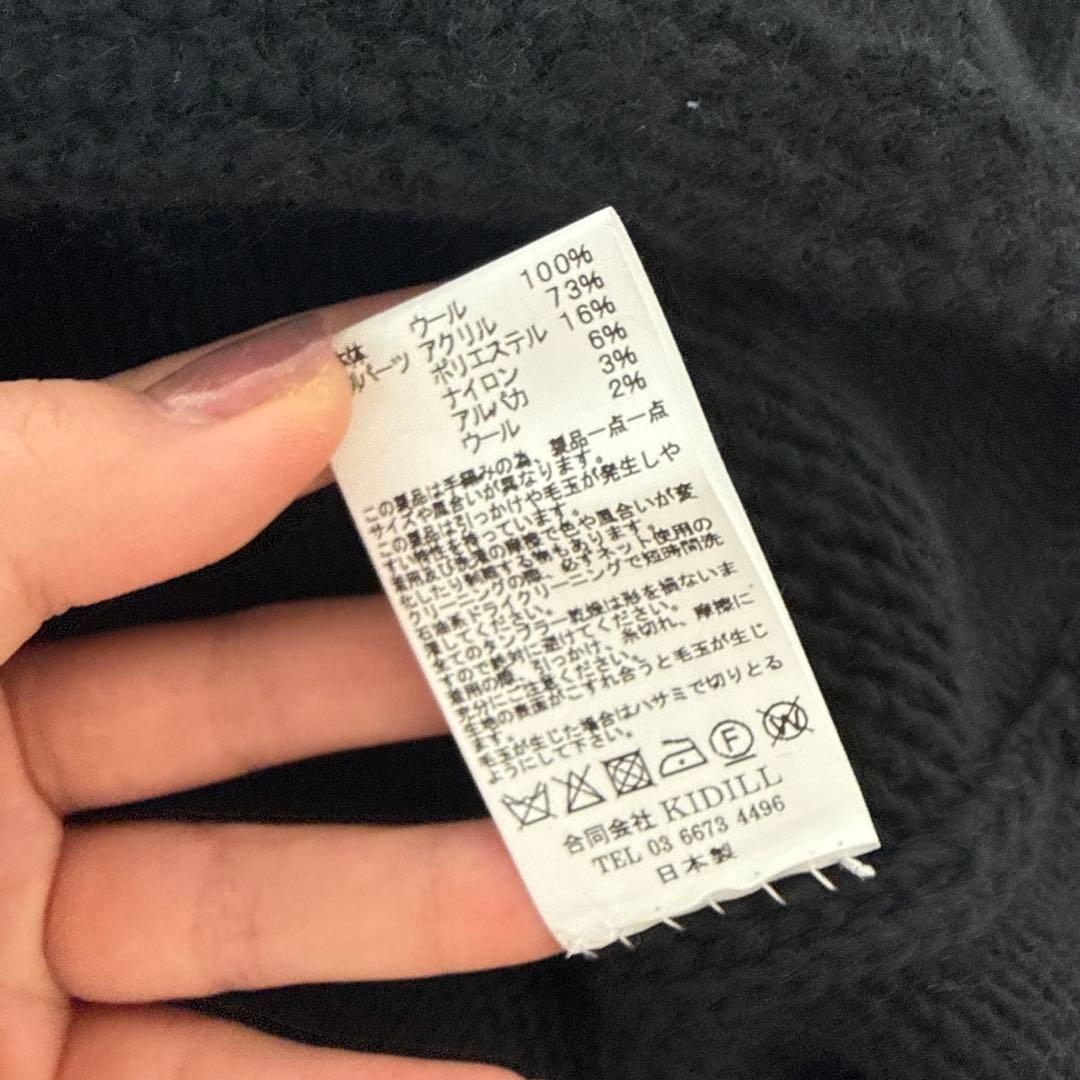 本体 ウール 100%
ルパーツ アクリル 73%
ポリエステル 16%
ナイロン 6%
アルパカ 3%
ウール 2%
この製品は手編みの為、製品一点一点
サイズや風合いが異なります。
この製品は引っかけや毛玉が発生しや
すい特性を持っています。
着用及び洗濯の摩擦で色や風合いが変
化したり制限する物もあります。
クリーニングの際、必ずネット使用の
石油系ドライクリーニングで短時間洗
濯してください。
全てのタンブラー乾燥は形を損ないま
すので絶対に避けてください。
着用の際、引っかけ、糸切れ、摩擦に
充分にご注意ください。
生地の表面がこすれ合うと毛玉が生じ
ます。
毛玉が生じた場合はハサミで切りとる
ようにして下さい。
F W
合同会社 KIDILL
TEL 03 6673 4496
日本製